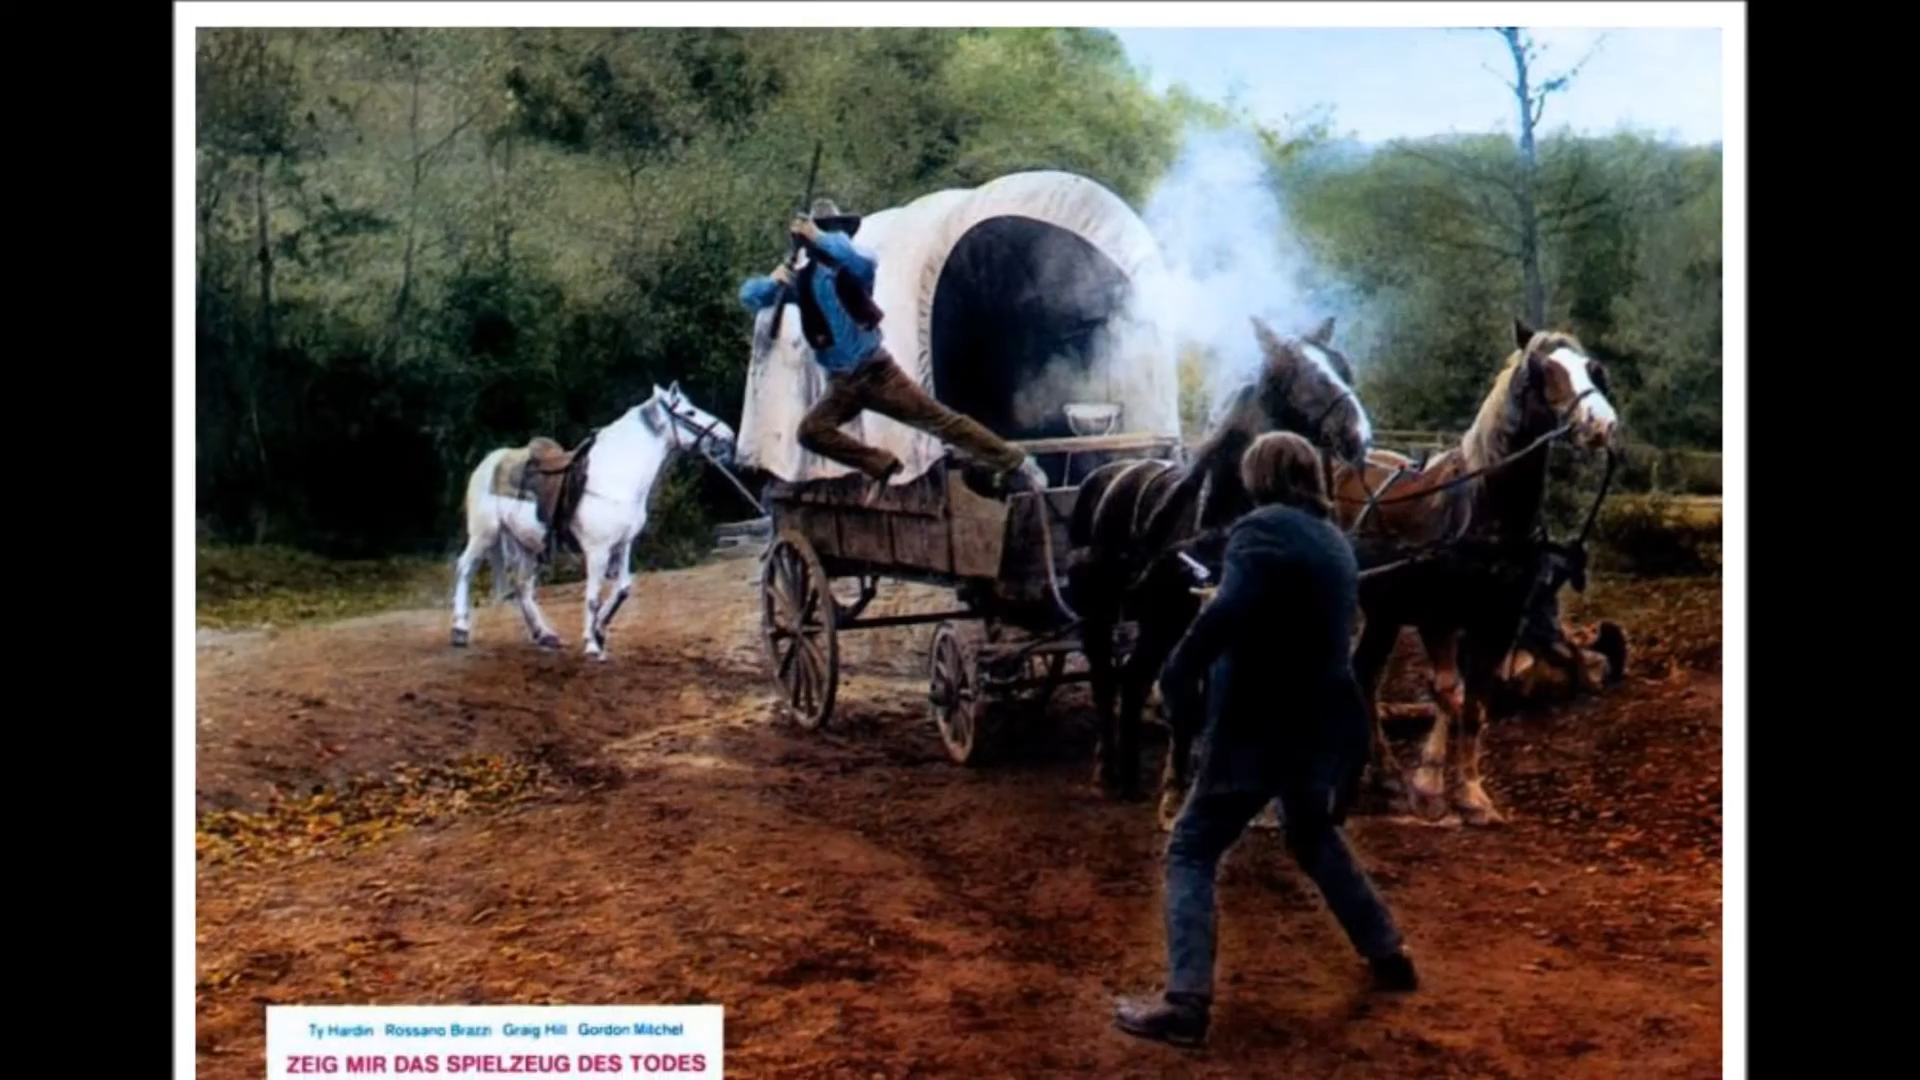 Ty Hardin Rossano Brazzi Graig Hill Gordon Mitchel
ZEIG MIR DAS SPIELZEUG DES TODES